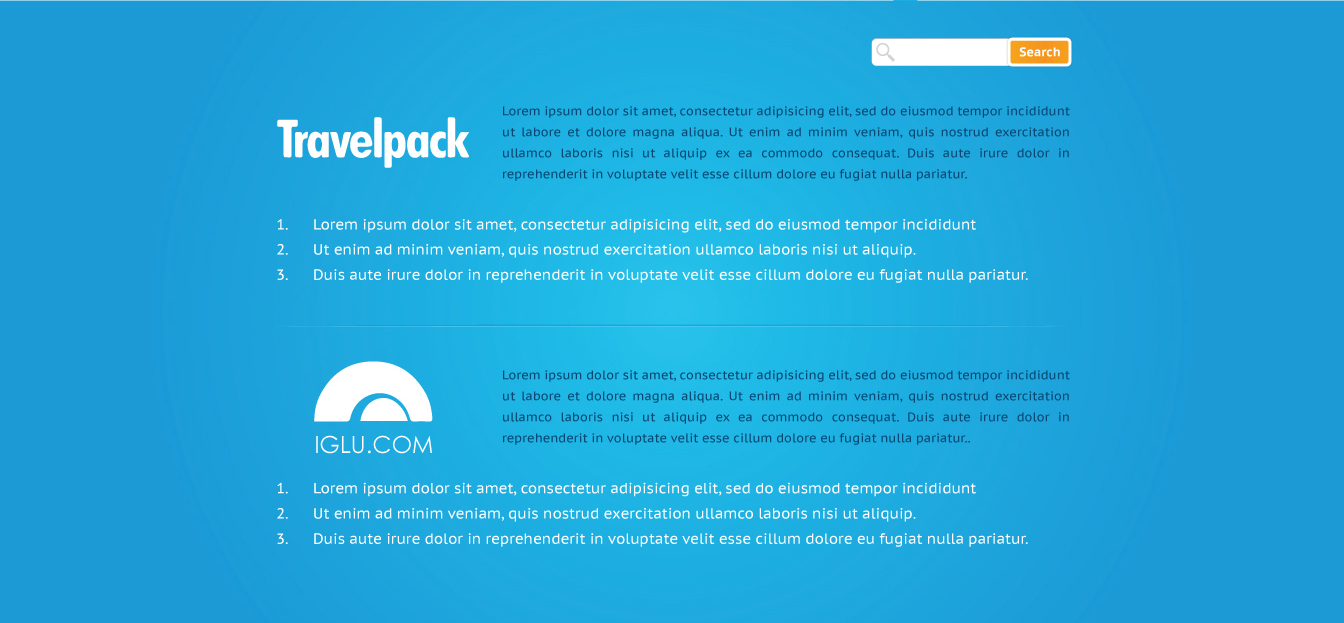 Search
Travelpack
Lorem ipsum dolor sit amet, consectetur adipisicing elit, sed do eiusmod tempor incididunt
ut labore et dolore magna aliqua. Ut enim ad minim veniam, quis nostrud exercitation
ullamco laboris nisi ut aliquip ex ea commodo consequat. Duis aute irure dolor in
reprehenderit in voluptate velit esse cillum dolore eu fugiat nulla pariatur.
1. Lorem ipsum dolor sit amet, consectetur adipisicing elit, sed do eiusmod tempor incididunt
2. Ut enim ad minim veniam, quis nostrud exercitation ullamco laboris nisi ut aliquip.
3. Duis aute irure dolor in reprehenderit in voluptate velit esse cillum dolore eu fugiat nulla pariatur.
IGLU.COM
Lorem ipsum dolor sit amet, consectetur adipisicing elit, sed do eiusmod tempor incididunt
ut labore et dolore magna aliqua. Ut enim ad minim veniam, quis nostrud exercitation
ullamco laboris nisi ut aliquip ex ea commodo consequat. Duis aute irure dolor in
reprehenderit in voluptate velit esse cillum dolore eu fugiat nulla pariatur..
1. Lorem ipsum dolor sit amet, consectetur adipisicing elit, sed do eiusmod tempor incididunt
2. Ut enim ad minim veniam, quis nostrud exercitation ullamco laboris nisi ut aliquip.
3. Duis aute irure dolor in reprehenderit in voluptate velit esse cillum dolore eu fugiat nulla pariatur.